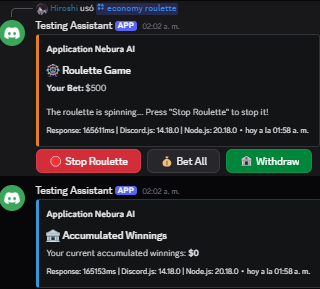 Hiroshi usó economy roulette
Testing Assistant APP 02:02 a. m.
Application Nebura AI
Roulette Game
Your Bet: $500
The roulette is spinning... Press "Stop Roulette" to stop it!
Response: 165611ms | Discord.js: 14.18.0 | Node.js: 20.18.0 • hoy a la 01:58 a. m.
Stop Roulette Bet All Withdraw
Testing Assistant APP 02:02 a. m.
Application Nebura AI
Accumulated Winnings
Your current accumulated winnings: $0
Response: 165153ms | Discord.js: 14.18.0 | Node.js: 20.18.0 • hoy a la 01:58 a. m.